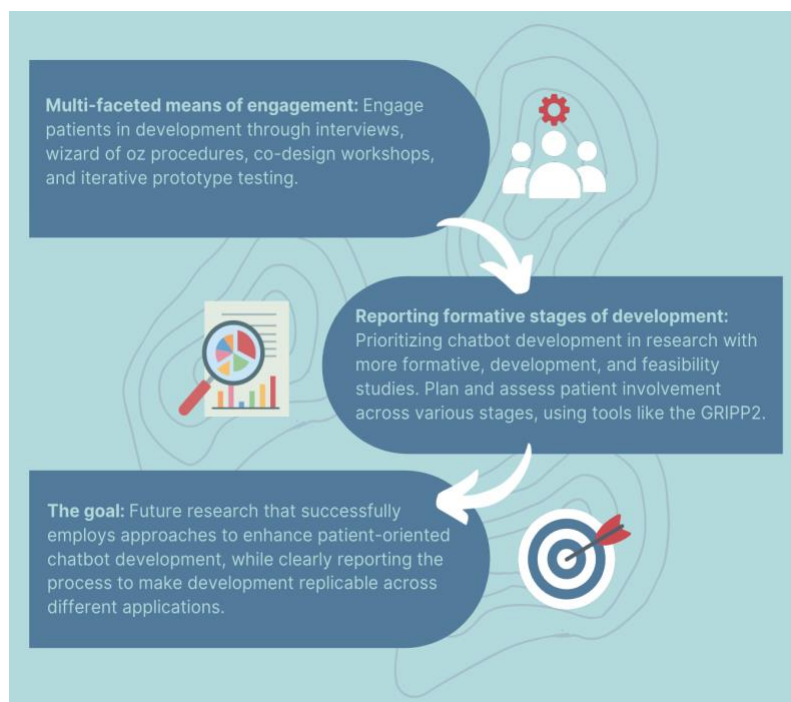 Multi-faceted means of engagement: Engage
patients in development through interviews,
wizard of oz procedures, co-design workshops,
and iterative prototype testing.
Reporting formative stages of development:
Prioritizing chatbot development in research with
more formative, development, and feasibility
studies. Plan and assess patient involvement
across various stages, using tools like the GRIPP2.
The goal: Future research that successfully
employs approaches to enhance patient-oriented
chatbot development, while clearly reporting the
process to make development replicable across
different applications.